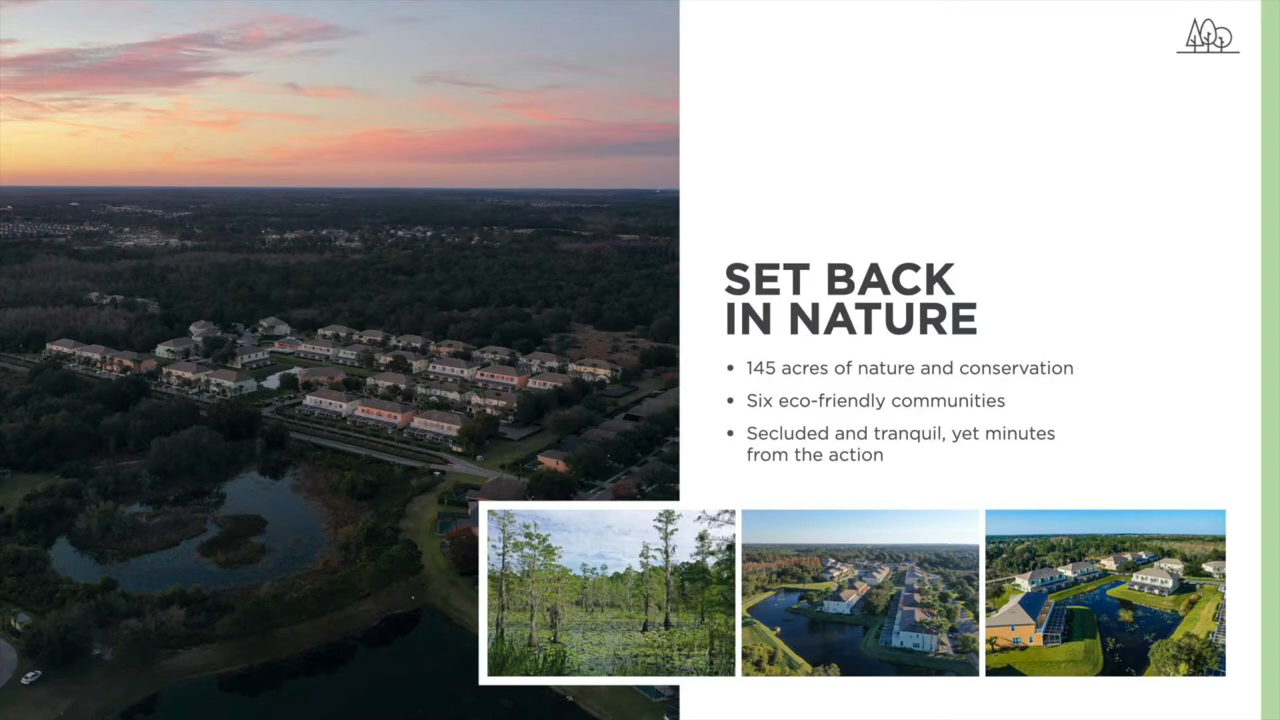 SET BACK
IN NATURE
• 145 acres of nature and conservation
• Six eco-friendly communities
• Secluded and tranquil, yet minutes
from the action